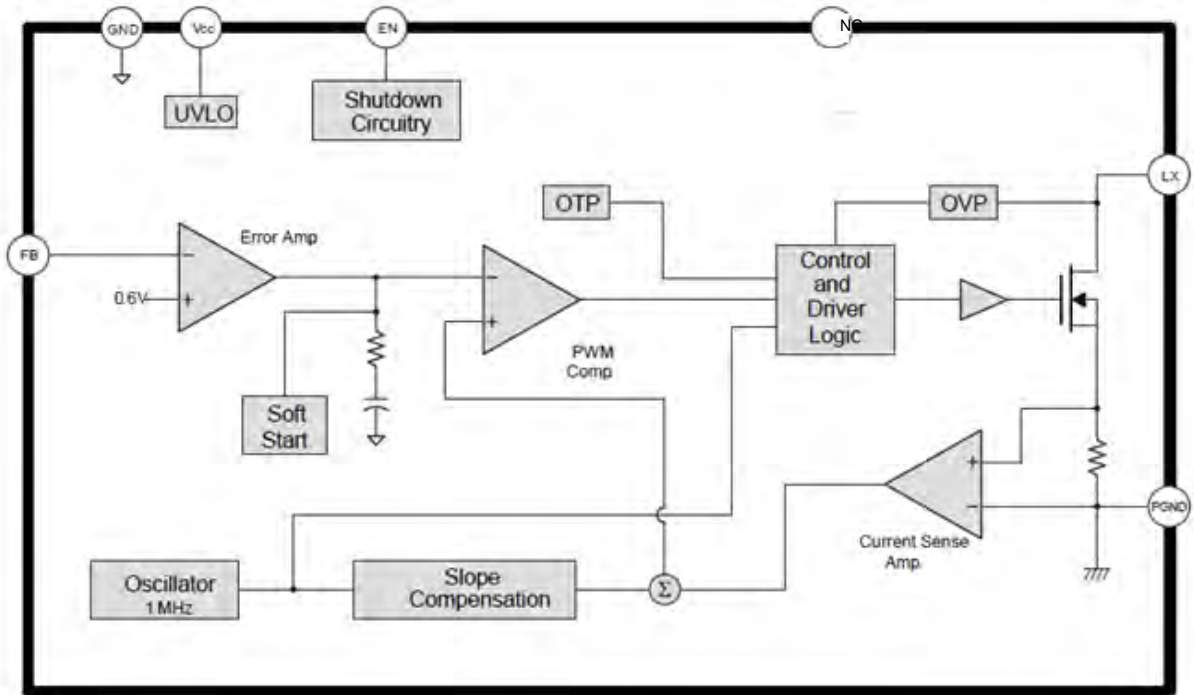 GND
Vcc
EN
NC
UVLO
Shutdown
Circuitry
LX
OTP
OVP
FB
Error Amp
-
+
0.6V
-
+
Control
and
Driver
Logic
PWM
Comp
Soft
Start
+
-
PGND
Current Sense
Amp.
Oscillator
1 MHz
Slope
Compensation
Σ